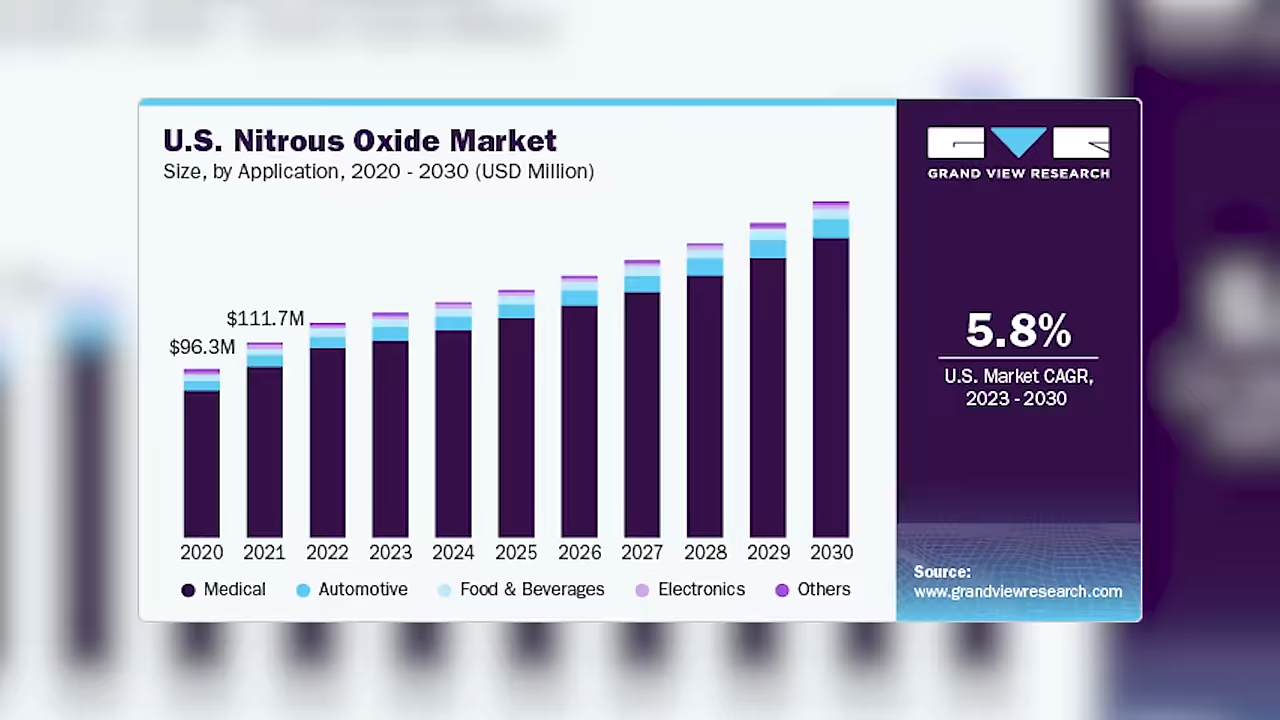 U.S. Nitrous Oxide Market
Size, by Application, 2020 - 2030 (USD Million)
$96.3M
$111.7M
2020 2021 2022 2023 2024 2025 2026 2027 2028 2029 2030
Medical Automotive Food & Beverages Electronics Others
GRAND VIEW RESEARCH
5.8%
U.S. Market CAGR,
2023 - 2030
Source:
www.grandviewresearch.com